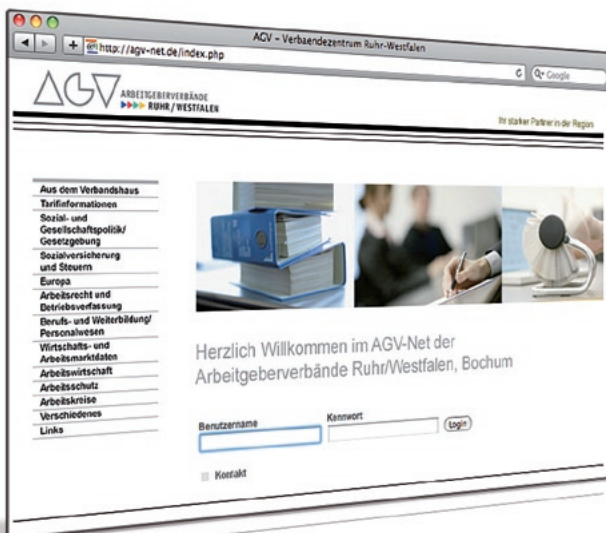 AGV – Verbaendezentrum Ruhr-Westfalen
http://agv-net.de/index.php
Google
AGV ARBEITGEBERVERBÄNDE
RUHR/WESTFALEN
Ihr starker Partner in der Region
Aus dem Verbandshaus
Tarifinformationen
Sozial- und
Gesellschaftspolitik/
Gesetzgebung
Sozialversicherung
und Steuern
Europa
Arbeitsrecht und
Betriebsverfassung
Berufs- und Weiterbildung/
Personalwesen
Wirtschafts- und
Arbeitsmarktdaten
Arbeitswirtschaft
Arbeitsschutz
Arbeitskreise
Verschiedenes
Links
Herzlich Willkommen im AGV-Net der
Arbeitgeberverbände Ruhr/Westfalen, Bochum
Benutzername
Kennwort
Login
Kontakt